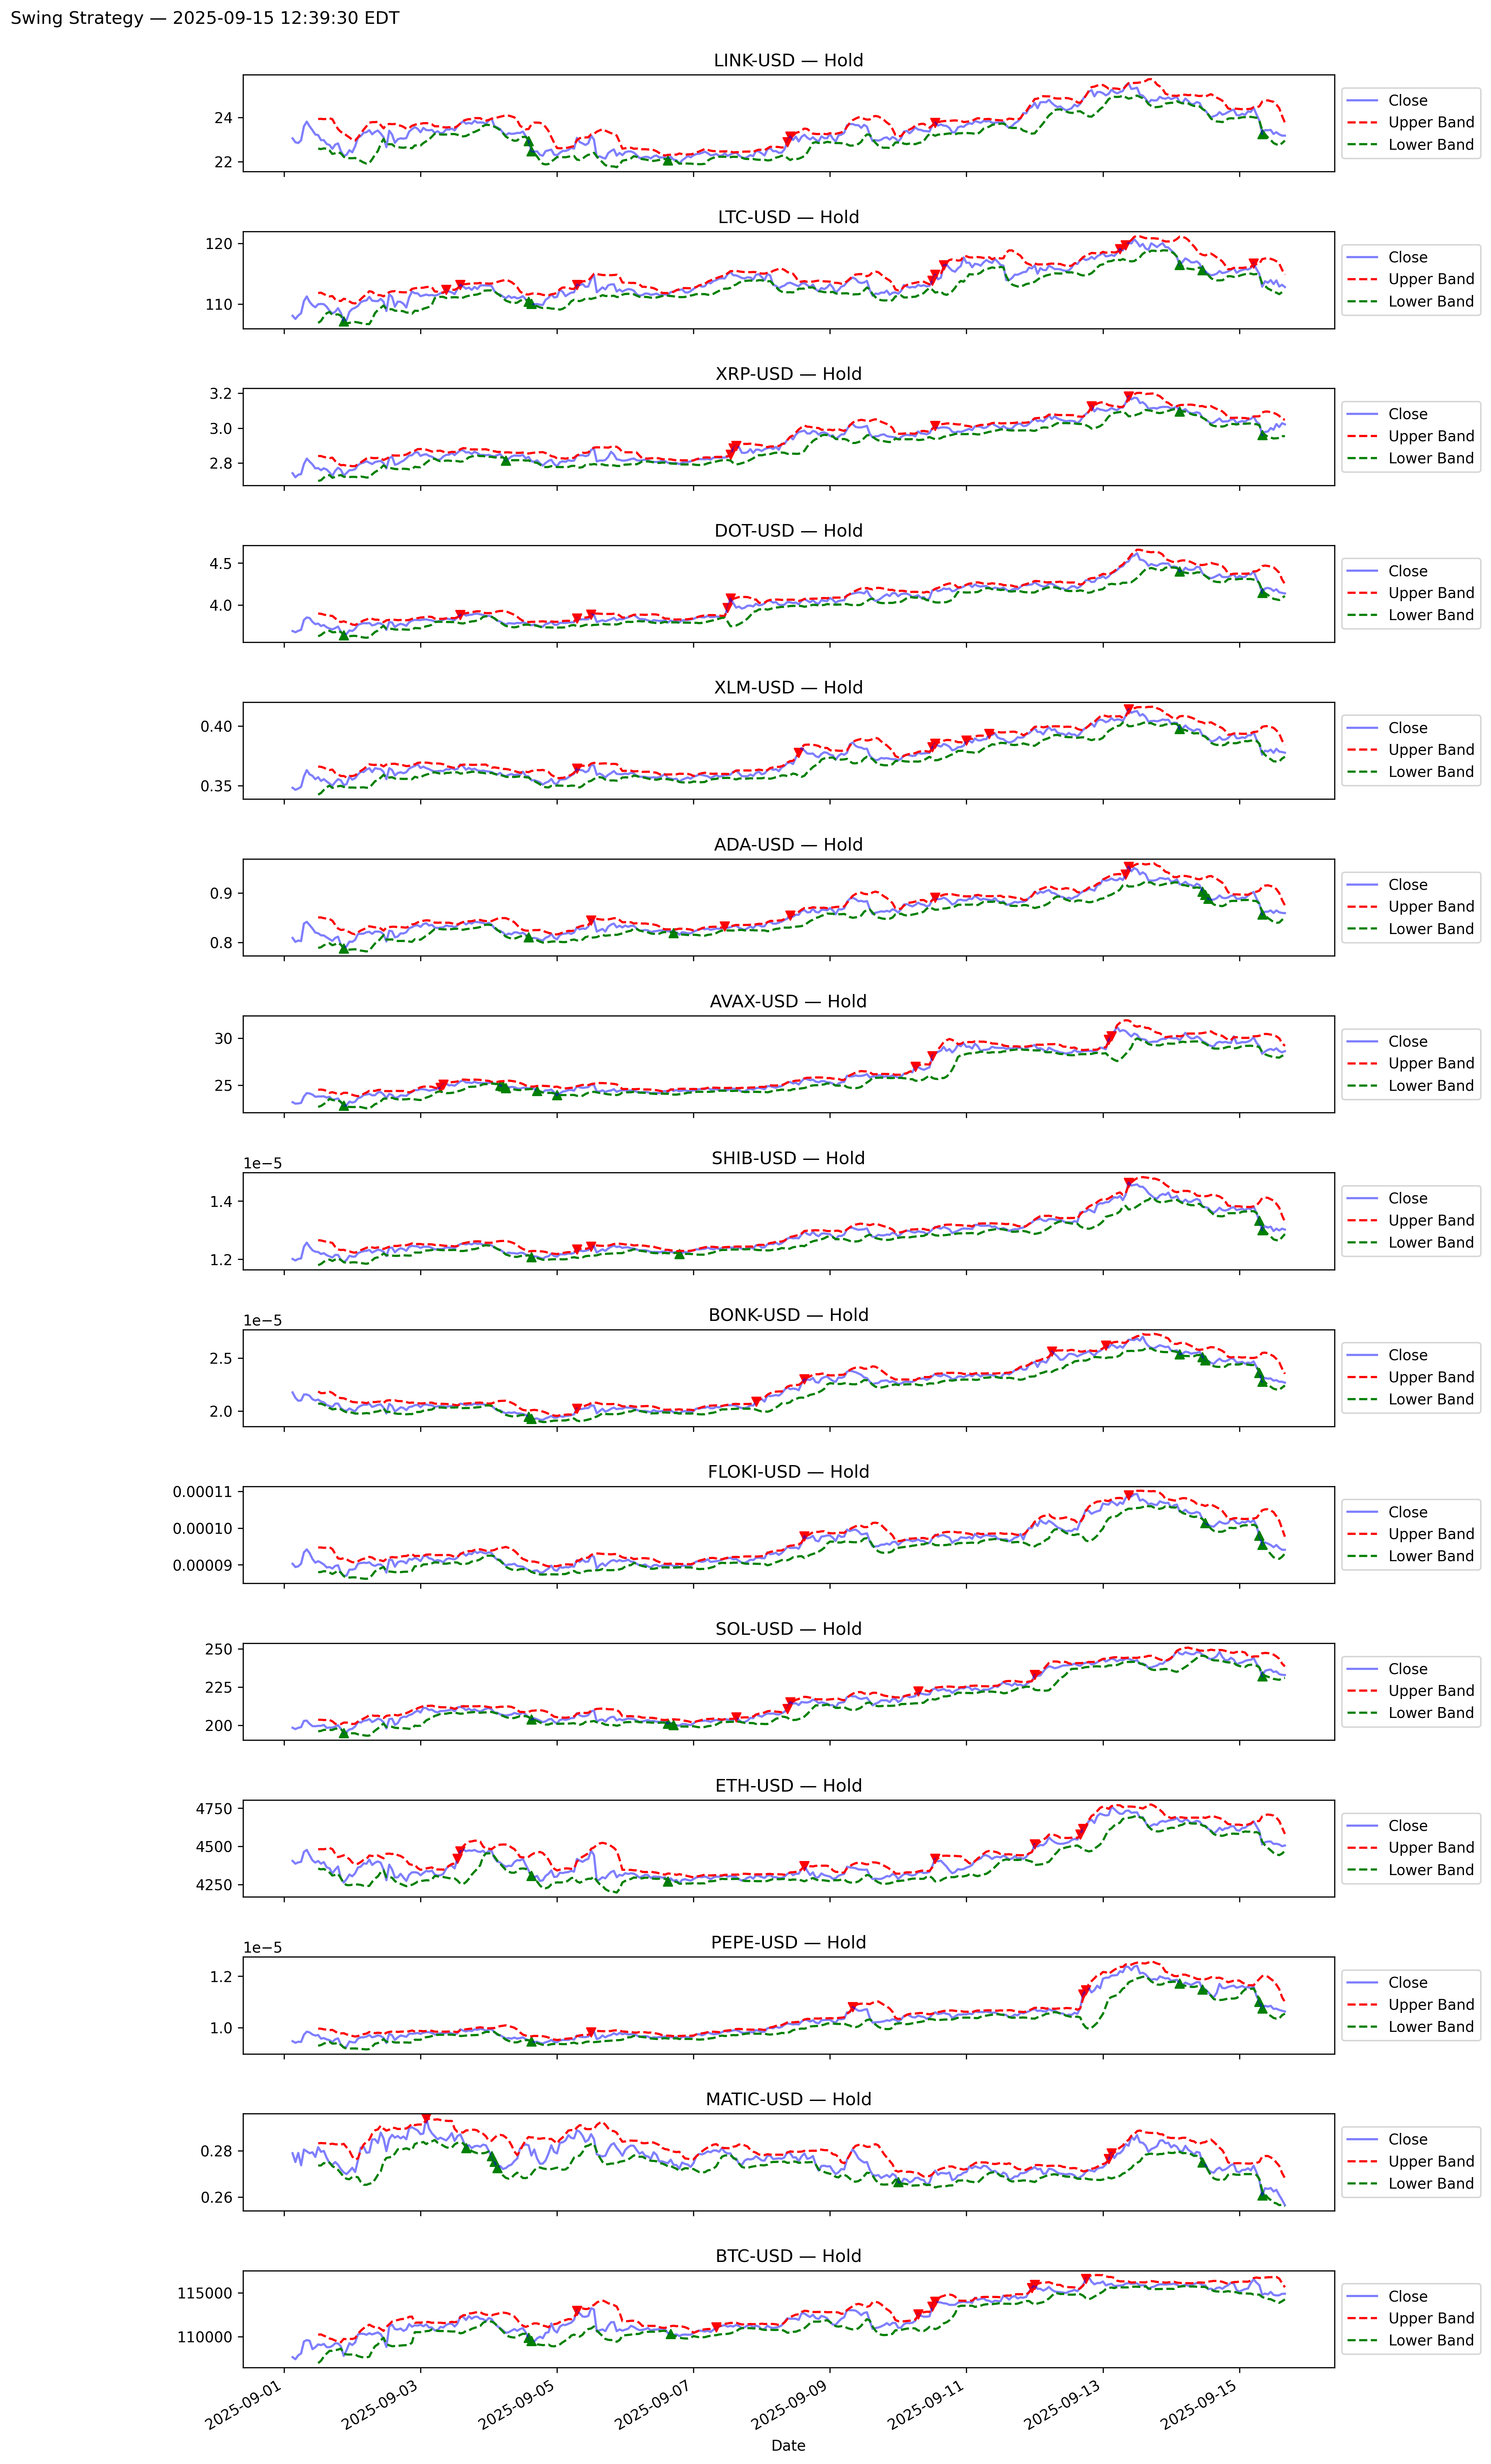 Swing Strategy — 2025-09-15 12:39:30 EDT
LINK-USD — Hold
24
22
Close
Upper Band
Lower Band
LTC-USD — Hold
120
110
Close
Upper Band
Lower Band
XRP-USD — Hold
3.2
3.0
2.8
Close
Upper Band
Lower Band
DOT-USD — Hold
4.5
4.0
Close
Upper Band
Lower Band
XLM-USD — Hold
0.40
0.35
Close
Upper Band
Lower Band
ADA-USD — Hold
0.9
0.8
Close
Upper Band
Lower Band
AVAX-USD — Hold
30
25
Close
Upper Band
Lower Band
SHIB-USD — Hold
1e−5
1.4
1.2
Close
Upper Band
Lower Band
BONK-USD — Hold
1e−5
2.5
2.0
Close
Upper Band
Lower Band
FLOKI-USD — Hold
0.00011
0.00010
0.00009
Close
Upper Band
Lower Band
SOL-USD — Hold
250
225
200
Close
Upper Band
Lower Band
ETH-USD — Hold
4750
4500
4250
Close
Upper Band
Lower Band
PEPE-USD — Hold
1e−5
1.2
1.0
Close
Upper Band
Lower Band
MATIC-USD — Hold
0.28
0.26
Close
Upper Band
Lower Band
BTC-USD — Hold
115000
110000
Close
Upper Band
Lower Band
2025-09-01
2025-09-03
2025-09-05
2025-09-07
2025-09-09
2025-09-11
2025-09-13
2025-09-15
Date